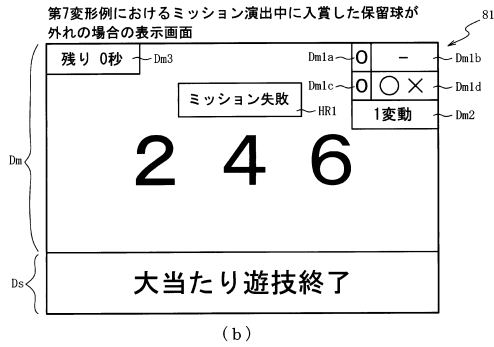 第7変形例におけるミッション演出中に入賞した保留球が
外れの場合の表示画面
81
残り 0秒
Dm3
Dm1a
0
-
Dm1b
Dm1c
0
○×
Dm1d
ミッション失敗
HR1
1変動
Dm2
Dm
2 4 6
Ds
大当たり遊技終了
(b)